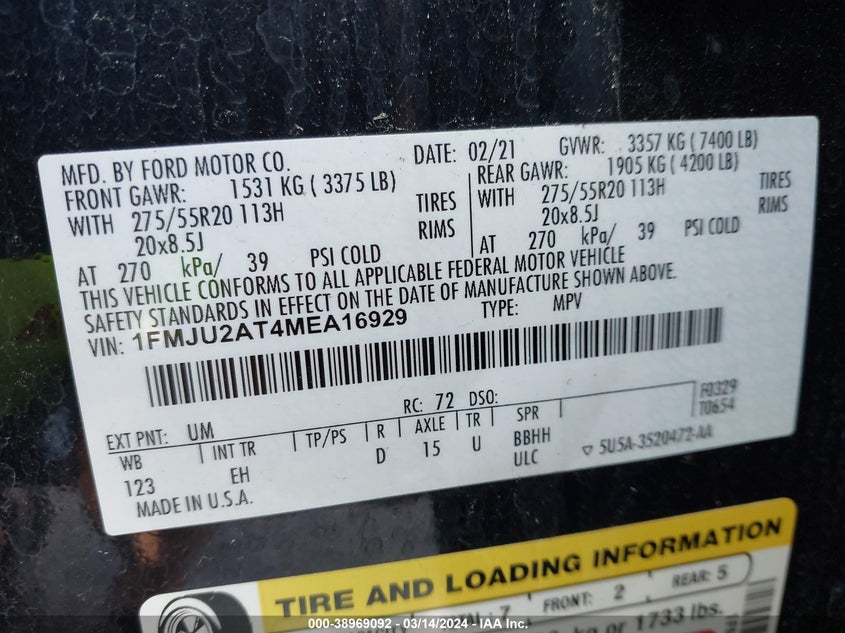 MFD. BY FORD MOTOR CO. DATE: 02/21 GVWR: 3357 KG ( 7400 LB)
FRONT GAWR: 1531 KG ( 3375 LB) REAR GAWR: 1905 KG ( 4200 LB)
WITH 275/55R20 113H TIRES WITH 275/55R20 113H TIRES
20x8.5J RIMS 20x8.5J RIMS
AT 270 kPa/ 39 PSI COLD AT 270 kPa/ 39 PSI COLD
THIS VEHICLE CONFORMS TO ALL APPLICABLE FEDERAL MOTOR VEHICLE
SAFETY STANDARDS IN EFFECT ON THE DATE OF MANUFACTURE SHOWN ABOVE.
VIN: 1FMJU2AT4MEA16929 TYPE: MPV
F0329
T0654
EXT PNT: UM RC: 72 DSO:
WB INT TR TP/PS R AXLE TR SPR
123 EH D 15 U BBHH
ULC
▽ 5U5A-3520472-AA
MADE IN U.S.A.
TIRE AND LOADING INFORMATION
7 FRONT: 2 REAR: 5
kg or 1733 lbs.
000-38969092 - 03/14/2024 - IAA Inc.